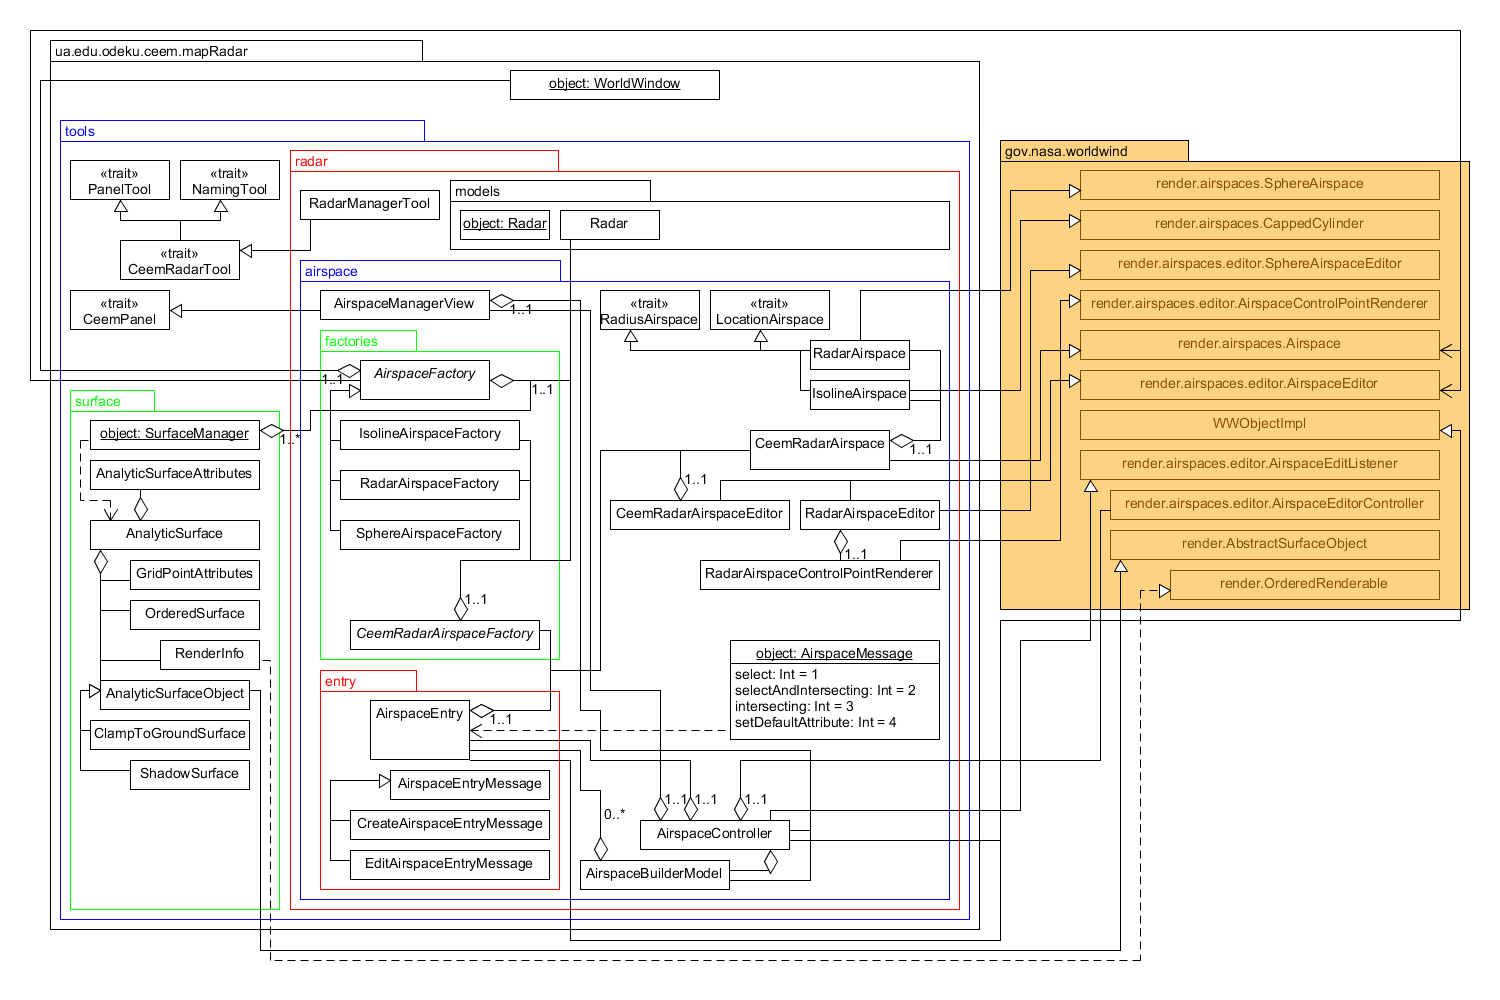 ua.edu.odeku.ceem.mapRadar
object: WorldWindow
tools
«trait»
PanelTool
«trait»
NamingTool
«trait»
CeemRadarTool
«trait»
CeemPanel
radar
RadarManagerTool
models
object: Radar
Radar
airspace
AirspaceManagerView
1..1
«trait»
RadiusAirspace
«trait»
LocationAirspace
RadarAirspace
IsolineAirspace
CeemRadarAirspace
1..1
CeemRadarAirspaceEditor
1..1
RadarAirspaceEditor
1..1
RadarAirspaceControlPointRenderer
factories
AirspaceFactory
1..1
1..1
IsolineAirspaceFactory
RadarAirspaceFactory
SphereAirspaceFactory
1..1
CeemRadarAirspaceFactory
surface
object: SurfaceManager
1..*
AnalyticSurfaceAttributes
AnalyticSurface
GridPointAttributes
OrderedSurface
RenderInfo
AnalyticSurfaceObject
ClampToGroundSurface
ShadowSurface
entry
AirspaceEntry
1..1
AirspaceEntryMessage
CreateAirspaceEntryMessage
EditAirspaceEntryMessage
object: AirspaceMessage
select: Int = 1
selectAndIntersecting: Int = 2
intersecting: Int = 3
setDefaultAttribute: Int = 4
0..*
1..1
1..1
1..1
AirspaceController
AirspaceBuilderModel
gov.nasa.worldwind
render.airspaces.SphereAirspace
render.airspaces.CappedCylinder
render.airspaces.editor.SphereAirspaceEditor
render.airspaces.editor.AirspaceControlPointRenderer
render.airspaces.Airspace
render.airspaces.editor.AirspaceEditor
WWObjectImpl
render.airspaces.editor.AirspaceEditListener
render.airspaces.editor.AirspaceEditorController
render.AbstractSurfaceObject
render.OrderedRenderable